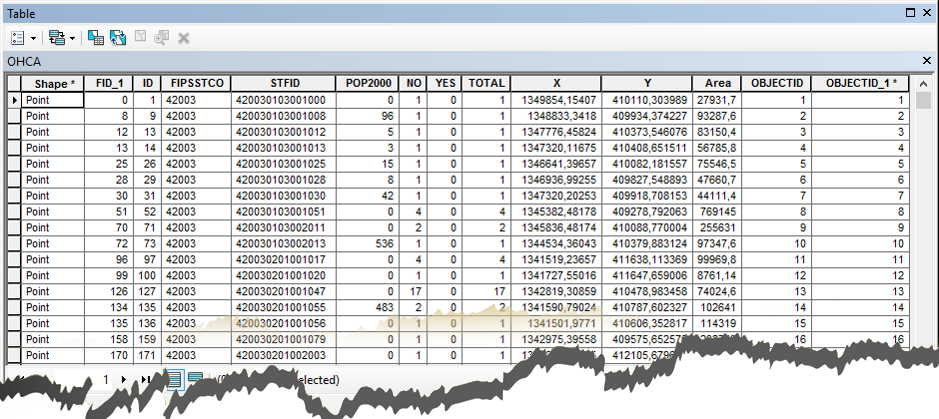 Table
OHCA
Shape * FID_1 ID FIPSSTCO STFID POP2000 NO YES TOTAL X Y Area OBJECTID OBJECTID_1 *
Point 0 1 42003 420030103001000 0 1 0 1 1349854,15407 410110,303989 27931,7 1 1
Point 8 9 42003 420030103001008 96 1 0 1 1348833,3418 409934,374227 93287,6 2 2
Point 12 13 42003 420030103001012 5 1 0 1 1347776,45824 410373,546076 83150,4 3 3
Point 13 14 42003 420030103001013 3 1 0 1 1347320,11675 410408,651511 56785,8 4 4
Point 25 26 42003 420030103001025 15 1 0 1 1346641,39657 410082,181557 75546,5 5 5
Point 28 29 42003 420030103001028 8 1 0 1 1346936,99255 409827,548893 47660,7 6 6
Point 30 31 42003 420030103001030 42 1 0 1 1347320,20253 409918,708153 44111,4 7 7
Point 51 52 42003 420030103001051 0 4 0 4 1345382,48178 409278,792063 769145 8 8
Point 70 71 42003 420030103002011 0 2 0 2 1345836,48174 410088,770004 255631 9 9
Point 72 73 42003 420030103002013 536 1 0 1 1344534,36043 410379,883124 97347,6 10 10
Point 96 97 42003 420030201001017 0 4 0 4 1341519,23657 411638,113369 99969,8 11 11
Point 99 100 42003 420030201001020 0 1 0 1 1341727,55016 411647,659006 8761,14 12 12
Point 126 127 42003 420030201001047 0 17 0 17 1342819,30859 410478,983458 74024,6 13 13
Point 134 135 42003 420030201001055 483 2 0 2 1341590,79024 410787,602327 102641 14 14
Point 135 136 42003 420030201001056 0 1 0 1 1341501,9771 410606,352817 114319 15 15
Point 158 159 42003 420030201001079 0 1 0 1 1342975,39558 16 16
Point 170 171 42003 420030201002003 0 1 0 1
1